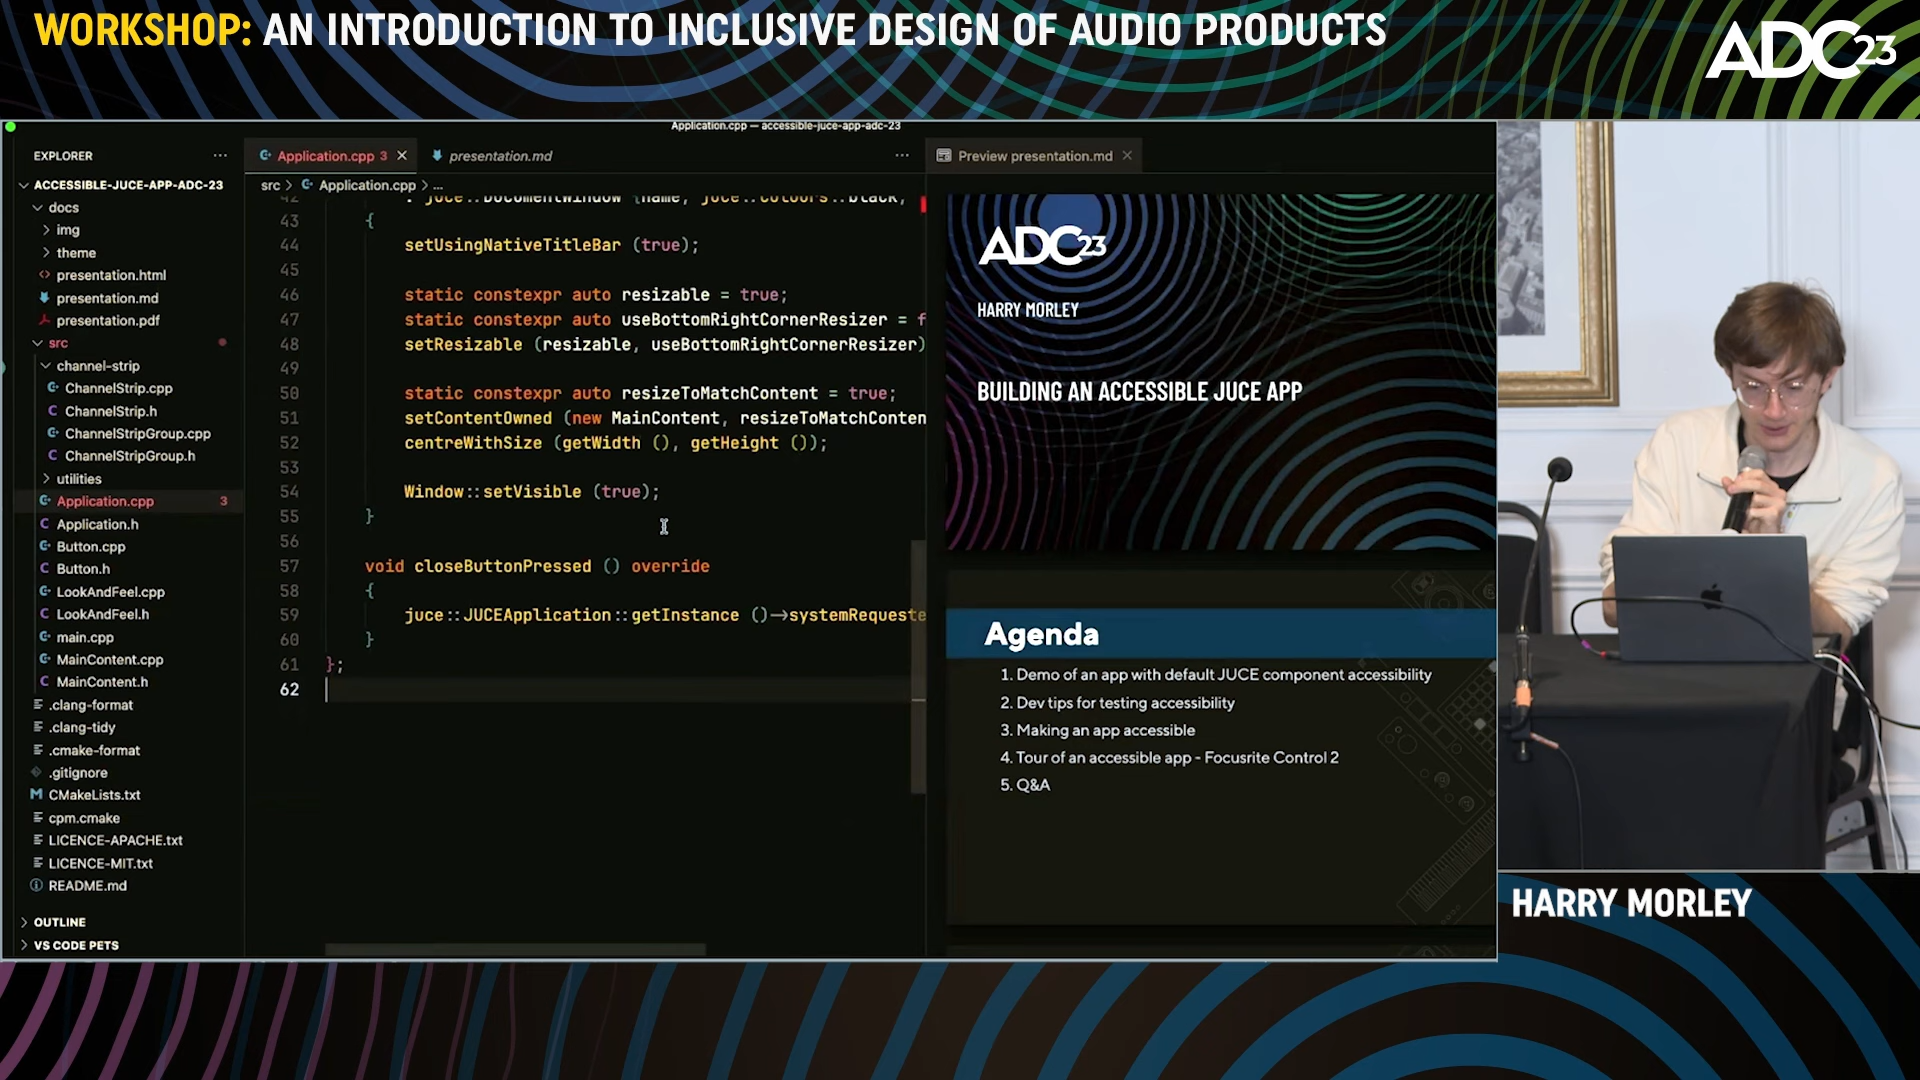 WORKSHOP: AN INTRODUCTION TO INCLUSIVE DESIGN OF AUDIO PRODUCTS
ADC23
Application.cpp — accessible-juce-app-adc-23
EXPLORER
ACCESSIBLE-JUCE-APP-ADC-23
docs
img
theme
presentation.html
presentation.md
presentation.pdf
src
channel-strip
ChannelStrip.cpp
ChannelStrip.h
ChannelStripGroup.cpp
ChannelStripGroup.h
utilities
Application.cpp 3
Application.h
Button.cpp
Button.h
LookAndFeel.cpp
LookAndFeel.h
main.cpp
MainContent.cpp
MainContent.h
.clang-format
.clang-tidy
.cmake-format
.gitignore
CMakeLists.txt
cpm.cmake
LICENCE-APACHE.txt
LICENCE-MIT.txt
README.md
OUTLINE
VS CODE PETS
Application.cpp 3
presentation.md
src > Application.cpp > ...
42 : juce::DocumentWindow {name, juce::Colours::black,
43 {
44 setUsingNativeTitleBar (true);
45
46 static constexpr auto resizable = true;
47 static constexpr auto useBottomRightCornerResizer = f
48 setResizable (resizable, useBottomRightCornerResizer)
49
50 static constexpr auto resizeToMatchContent = true;
51 setContentOwned (new MainContent, resizeToMatchConten
52 centreWithSize (getWidth (), getHeight ());
53
54 Window::setVisible (true);
55 }
56
57 void closeButtonPressed () override
58 {
59 juce::JUCEApplication::getInstance ()->systemRequeste
60 }
61 };
62
Preview presentation.md
ADC23
HARRY MORLEY
BUILDING AN ACCESSIBLE JUCE APP
Agenda
1. Demo of an app with default JUCE component accessibility
2. Dev tips for testing accessibility
3. Making an app accessible
4. Tour of an accessible app - Focusrite Control 2
5. Q&A
HARRY MORLEY